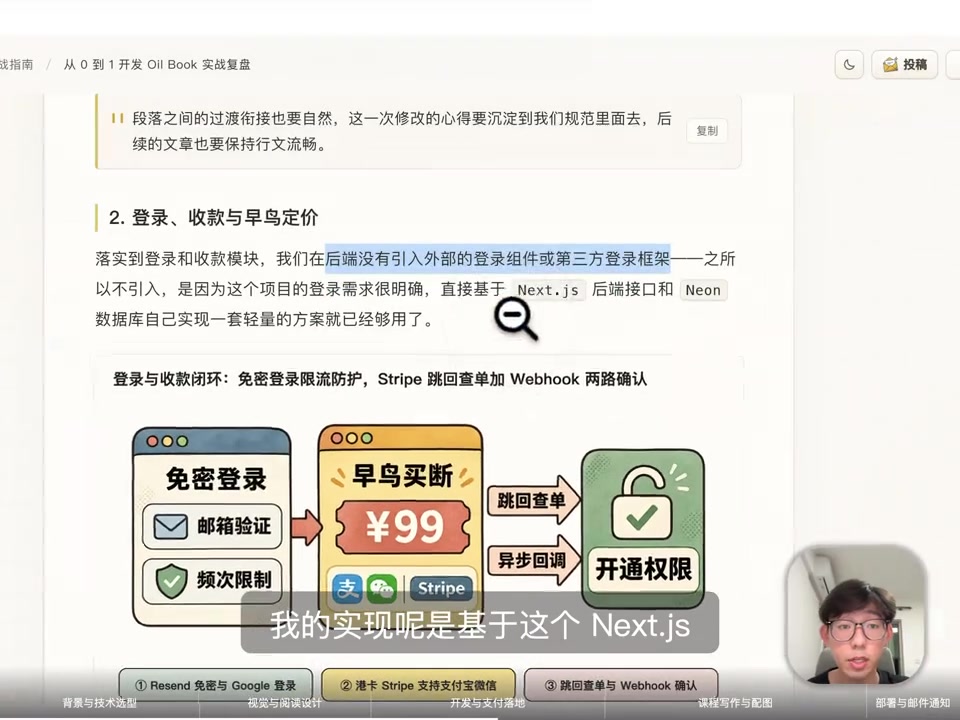 战指南 / 从 0 到 1 开发 Oil Book 实战复盘
投稿
段落之间的过渡衔接也要自然，这一次修改的心得要沉淀到我们规范里面去，后
续的文章也要保持行文流畅。
复制
2. 登录、收款与早鸟定价
落实到登录和收款模块，我们在后端没有引入外部的登录组件或第三方登录框架——之所
以不引入，是因为这个项目的登录需求很明确，直接基于 Next.js 后端接口和 Neon
数据库自己实现一套轻量的方案就已经够用了。
登录与收款闭环：免密登录限流防护，Stripe 跳回查单加 Webhook 两路确认
免密登录
邮箱验证
频次限制
早鸟买断
¥99
支 Stripe
跳回查单
异步回调
开通权限
我的实现呢是基于这个 Next.js
① Resend 免密与 Google 登录
② 港卡 Stripe 支持支付宝微信
③ 跳回查单与 Webhook 确认
背景与技术选型
视觉与阅读设计
开发与支付落地
课程写作与配图
部署与邮件通知